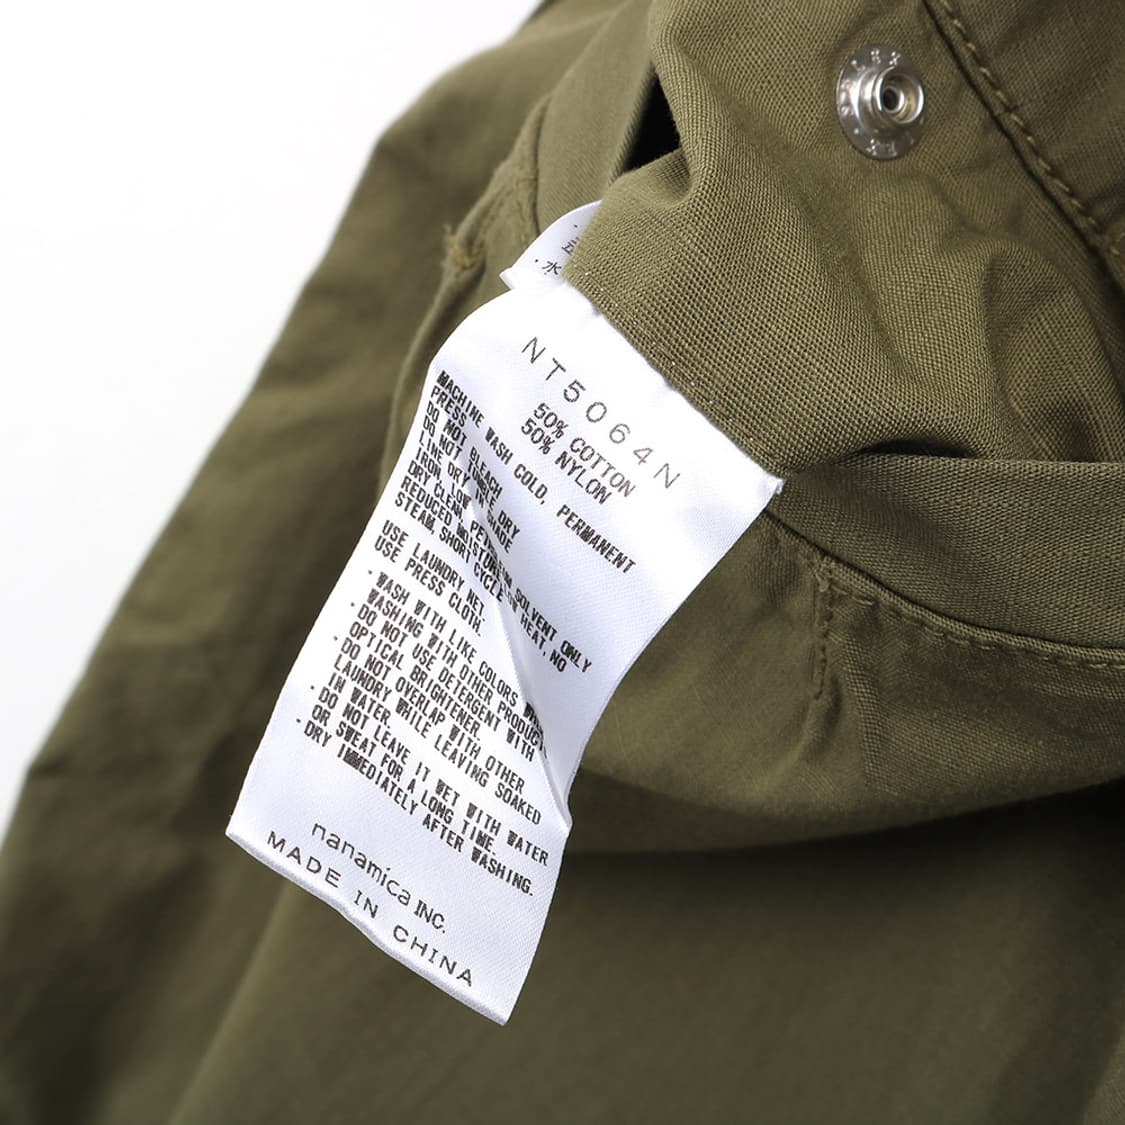 水
NT5064N
50% COTTON
50% NYLON
MACHINE WASH COLD, PERMANENT
PRESS
DO NOT BLEACH
DO NOT TUMBLE DRY
LINE DRY IN SHADE
IRON LOW
DRY CLEAN, PETROLEUM SOLVENT ONLY
REDUCED MOISTURE, LOW HEAT, NO
STEAM, SHORT CYCLE
USE LAUNDRY NET.
USE PRESS CLOTH.
・WASH WITH LIKE COLORS
WASHING WITH OTHER PRODUCT.
・DO NOT USE DETERGENT WITH
OPTICAL BRIGHTENER.
・DO NOT OVERLAP WITH OTHER
LAUNDRY WHILE LEAVING SOAKED
IN WATER.
・DO NOT LEAVE IT WET WITH WATER
OR SWEAT FOR A LONG TIME.
・DRY IMMEDIATELY AFTER WASHING.
nanamica INC.
MADE IN CHINA